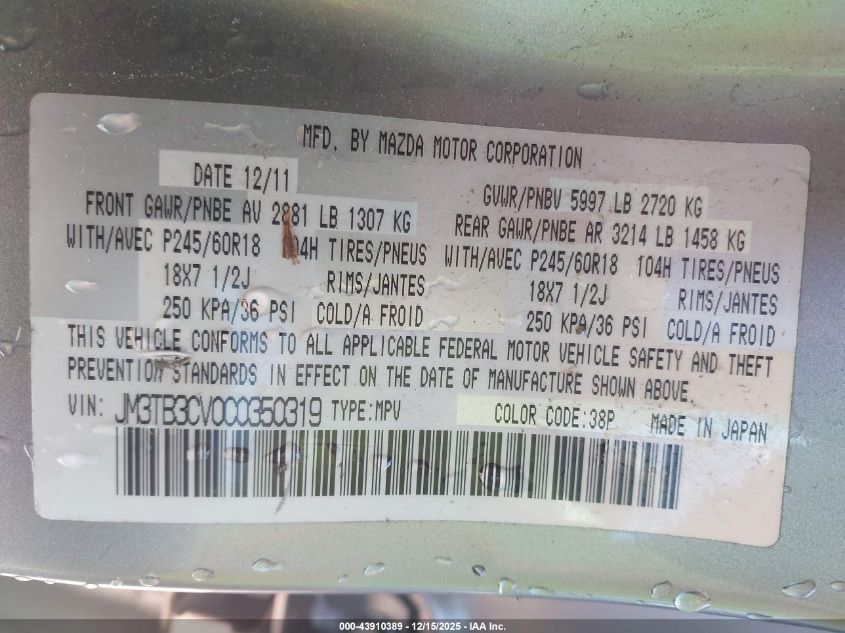 MFD. BY MAZDA MOTOR CORPORATION
DATE 12/11 GVWR/PNBV 5997 LB 2720 KG
FRONT GAWR/PNBE AV 2881 LB 1307 KG REAR GAWR/PNBE AR 3214 LB 1458 KG
WITH/AVEC P245/60R18 104H TIRES/PNEUS WITH/AVEC P245/60R18 104H TIRES/PNEUS
18X7 1/2J RIMS/JANTES 18X7 1/2J RIMS/JANTES
250 KPA/36 PSI COLD/A FROID 250 KPA/36 PSI COLD/A FROID
THIS VEHICLE CONFORMS TO ALL APPLICABLE FEDERAL MOTOR VEHICLE SAFETY AND THEFT
PREVENTION STANDARDS IN EFFECT ON THE DATE OF MANUFACTURE SHOWN ABOVE.
VIN: JM3TB3CV0C0350319 TYPE:MPV COLOR CODE:38P MADE IN JAPAN
000-43910389 - 12/15/2025 - IAA Inc.